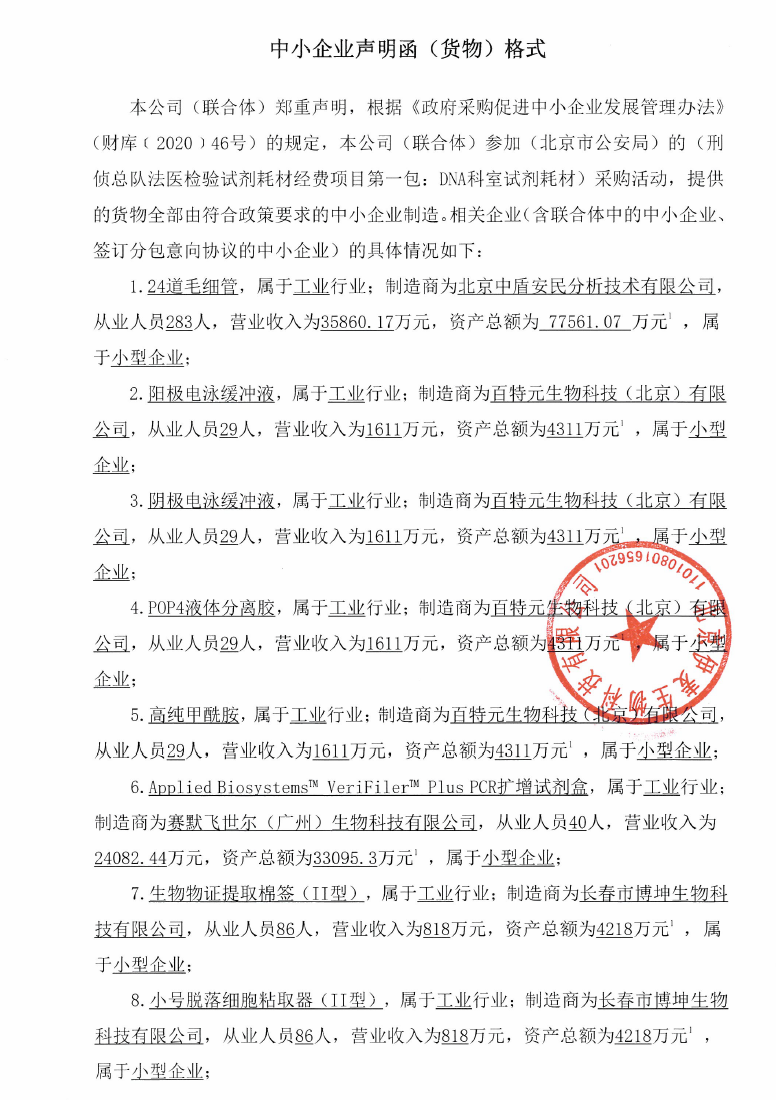 中小企业声明函（货物）格式
本公司（联合体）郑重声明，根据《政府采购促进中小企业发展管理办法》
（财库﹝2020﹞46号）的规定，本公司（联合体）参加（北京市公安局）的（刑
侦总队法医检验试剂耗材经费项目第一包：DNA科室试剂耗材）采购活动，提供
的货物全部由符合政策要求的中小企业制造。相关企业（含联合体中的中小企业、
签订分包意向协议的中小企业）的具体情况如下：
1.24道毛细管，属于工业行业；制造商为北京中盾安民分析技术有限公司，
从业人员283人，营业收入为35860.17万元，资产总额为 77561.07 万元¹ ，属
于小型企业；
2.阳极电泳缓冲液，属于工业行业；制造商为百特元生物科技（北京）有限
公司，从业人员29人，营业收入为1611万元，资产总额为4311万元¹ ，属于小型
企业；
3.阴极电泳缓冲液，属于工业行业；制造商为百特元生物科技（北京）有限
公司，从业人员29人，营业收入为1611万元，资产总额为4311万元¹ ，属于小型
企业；
4.POP4液体分离胶，属于工业行业；制造商为百特元生物科技（北京）有限
公司，从业人员29人，营业收入为1611万元，资产总额为4311万元¹ ，属于小型
企业；
5.高纯甲酰胺，属于工业行业；制造商为百特元生物科技（北京）有限公司，
从业人员29人，营业收入为1611万元，资产总额为4311万元¹ ，属于小型企业；
6.Applied Biosystems™ VeriFiler™ Plus PCR扩增试剂盒，属于工业行业；
制造商为赛默飞世尔（广州）生物科技有限公司，从业人员40人，营业收入为
24082.44万元，资产总额为33095.3万元¹ ，属于小型企业；
7.生物物证提取棉签（II型），属于工业行业；制造商为长春市博坤生物科
技有限公司，从业人员86人，营业收入为818万元，资产总额为4218万元¹ ，属
于小型企业；
8.小号脱落细胞粘取器（II型），属于工业行业；制造商为长春市博坤生物
科技有限公司，从业人员86人，营业收入为818万元，资产总额为4218万元¹ ，
属于小型企业；
北京伊麦生物科技有限公司
11010801656201